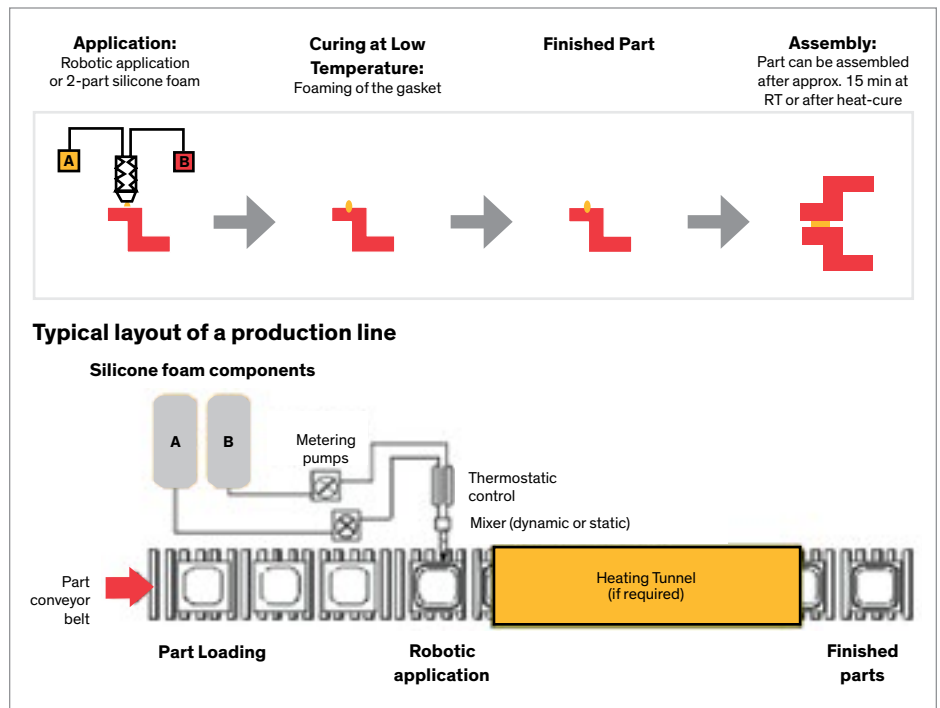 Application:
Robotic application
or 2-part silicone foam
Curing at Low
Temperature:
Foaming of the gasket
Finished Part
Assembly:
Part can be assembled
after approx. 15 min at
RT or after heat-cure
A
B
Typical layout of a production line
Silicone foam components
A
B
Metering
pumps
Thermostatic
control
Mixer (dynamic or static)
Part
conveyor
belt
Heating Tunnel
(if required)
Part Loading
Robotic
application
Finished
parts